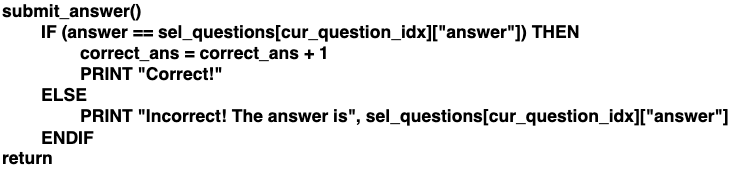 submit_answer()
IF (answer == sel_questions[cur_question_idx]["answer"]) THEN
correct_ans = correct_ans + 1
PRINT "Correct!"
ELSE
PRINT "Incorrect! The answer is", sel_questions[cur_question_idx]["answer"]
ENDIF
return